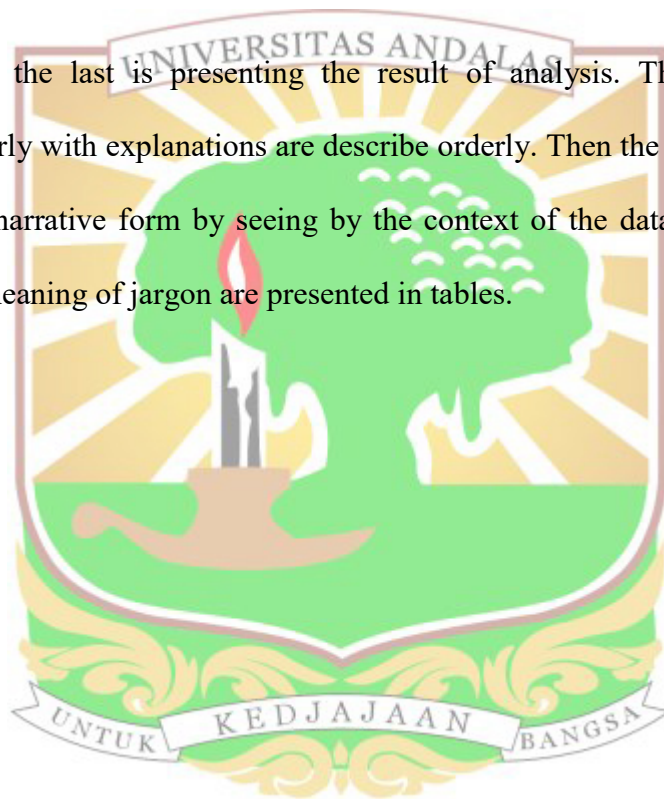 UNIVERSITAS ANDALAS
the last is presenting the result of analysis. Th
rly with explanations are describe orderly. Then the
narrative form by seeing by the context of the data
eaning of jargon are presented in tables.
UNTUK KEDJAJAAN BANGSA